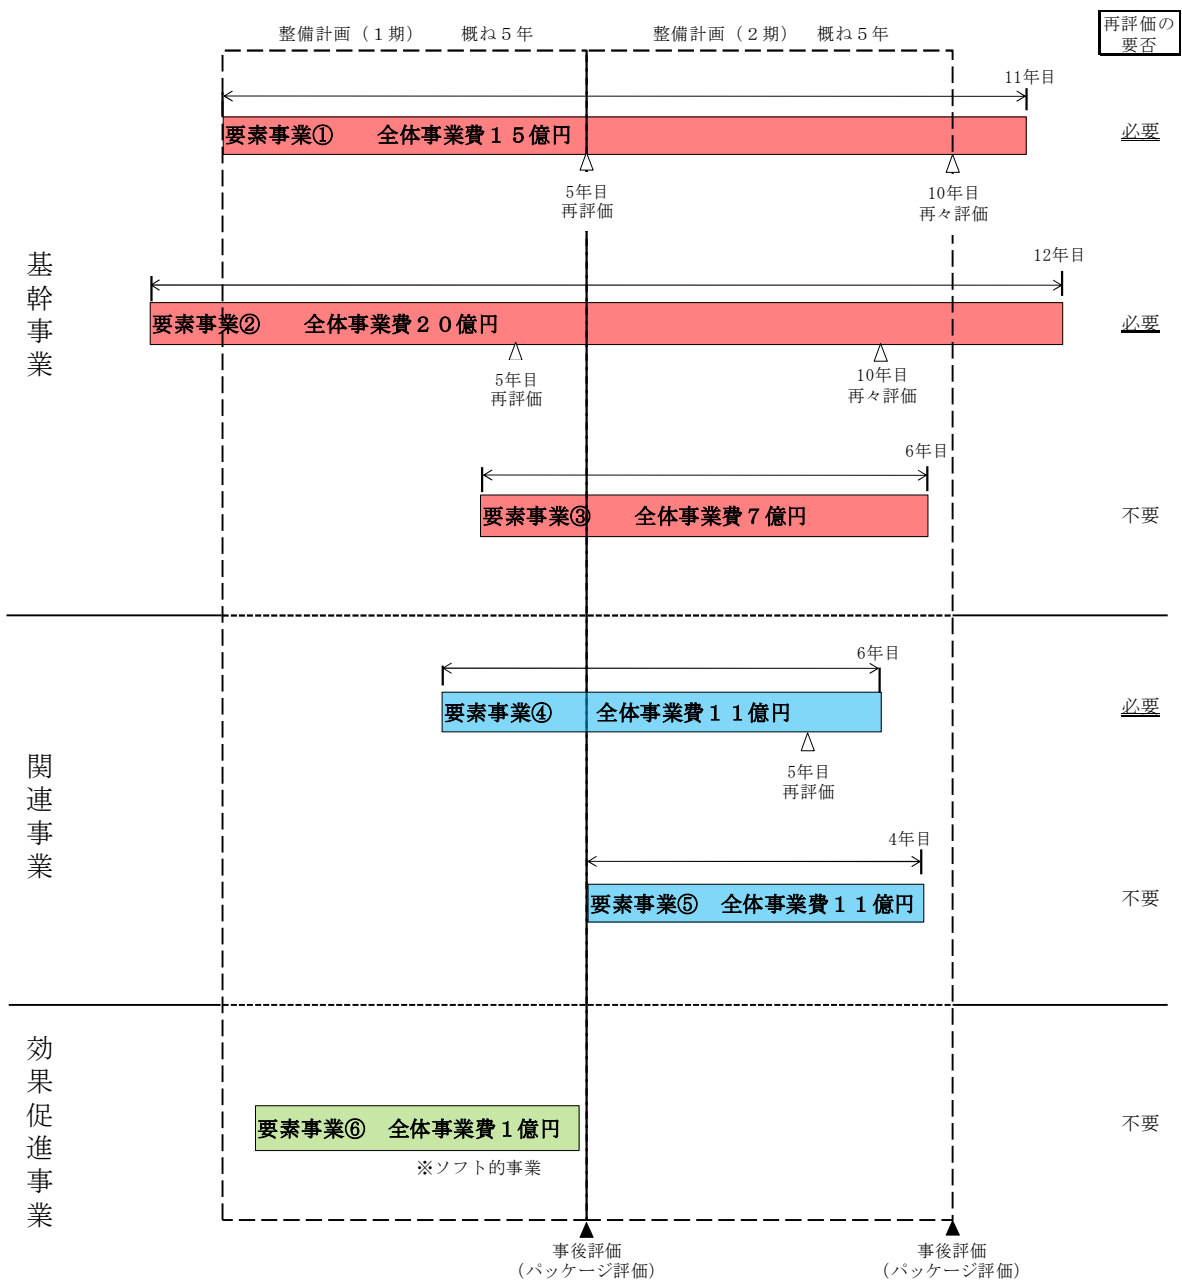 整備計画（１期） 概ね５年
整備計画（２期） 概ね５年
再評価の
要否
11年目
要素事業① 全体事業費１５億円
必要
5年目
再評価
10年目
再々評価
基幹事業
12年目
要素事業② 全体事業費２０億円
必要
5年目
再評価
10年目
再々評価
6年目
要素事業③ 全体事業費７億円
不要
関連事業
6年目
要素事業④ 全体事業費１１億円
必要
5年目
再評価
4年目
要素事業⑤ 全体事業費１１億円
不要
効果促進事業
要素事業⑥ 全体事業費１億円
不要
※ソフト的事業
事後評価
（パッケージ評価）
事後評価
（パッケージ評価）